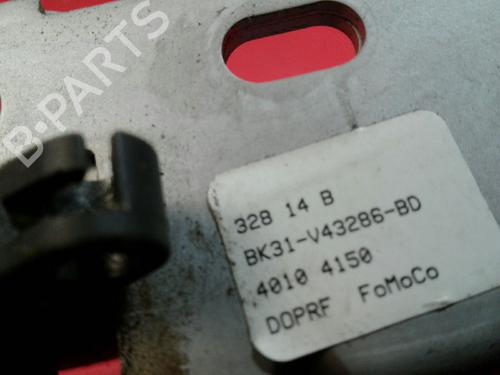 B-PARTS
328 14 B
BK31-V43286-BD
4010 4150
DOPRF FoMoCo